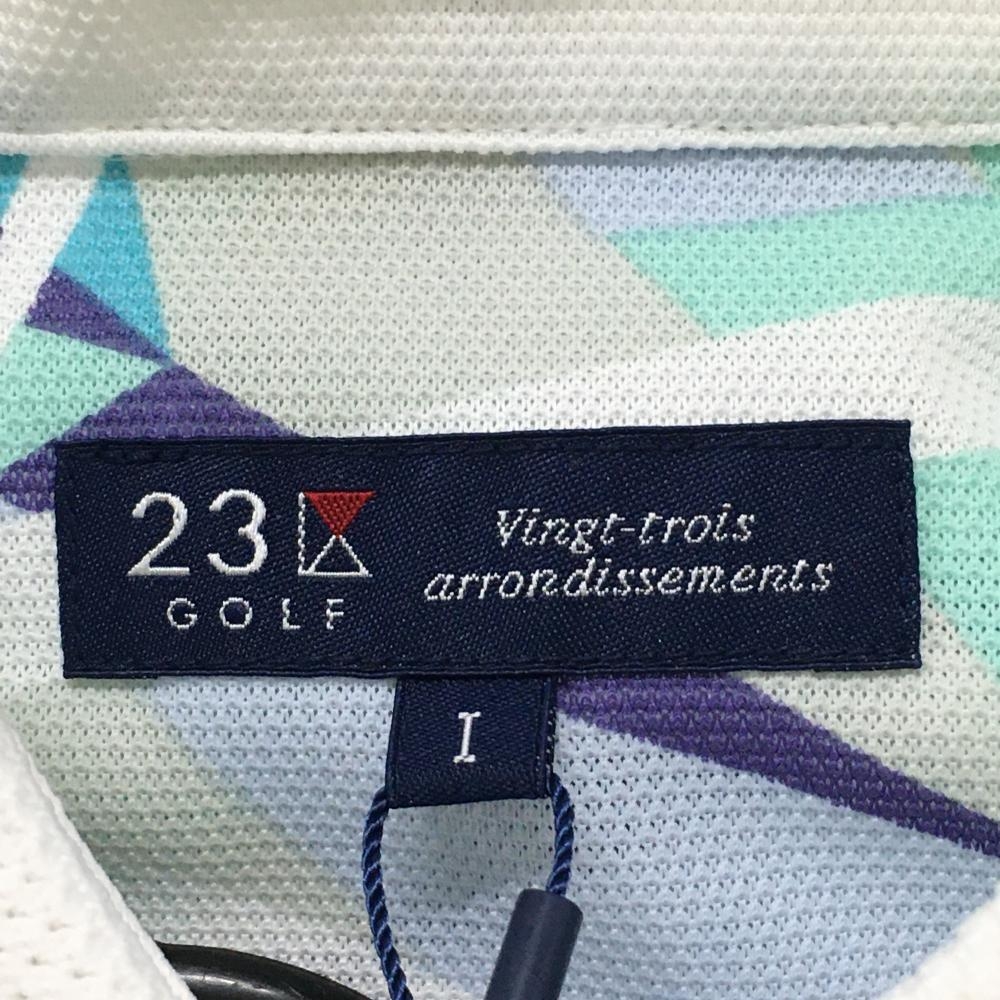 23
GOLF
Vingt-trois
arrondissements
I